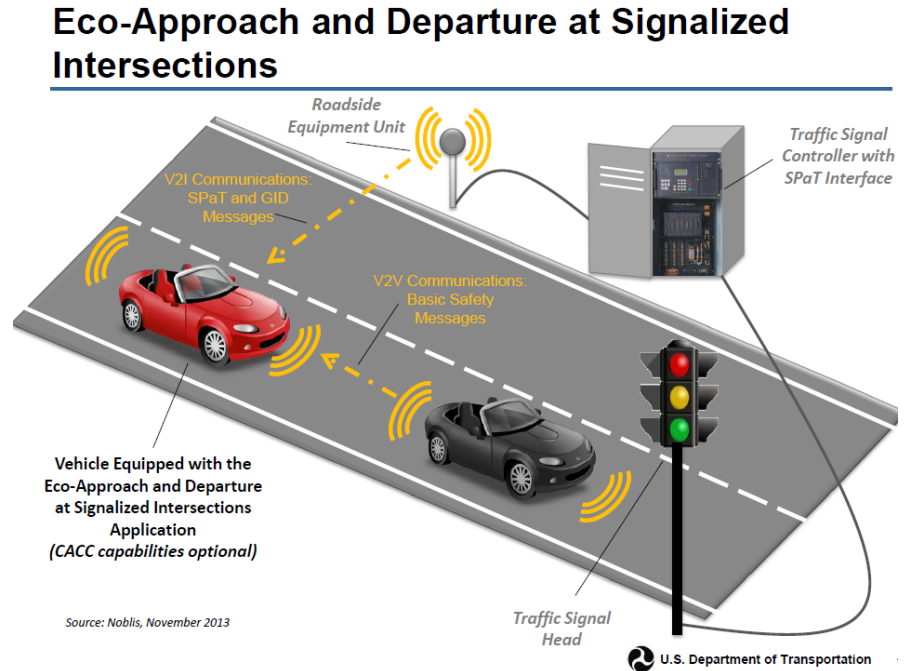 Eco-Approach and Departure at Signalized
Intersections
Roadside
Equipment Unit
Traffic Signal
Controller with
SPaT Interface
V2I Communications:
SPaT and GID
Messages
V2V Communications:
Basic Safety
Messages
Vehicle Equipped with the
Eco-Approach and Departure
at Signalized Intersections
Application
(CACC capabilities optional)
Traffic Signal
Head
Source: Noblis, November 2013
U.S. Department of Transportation